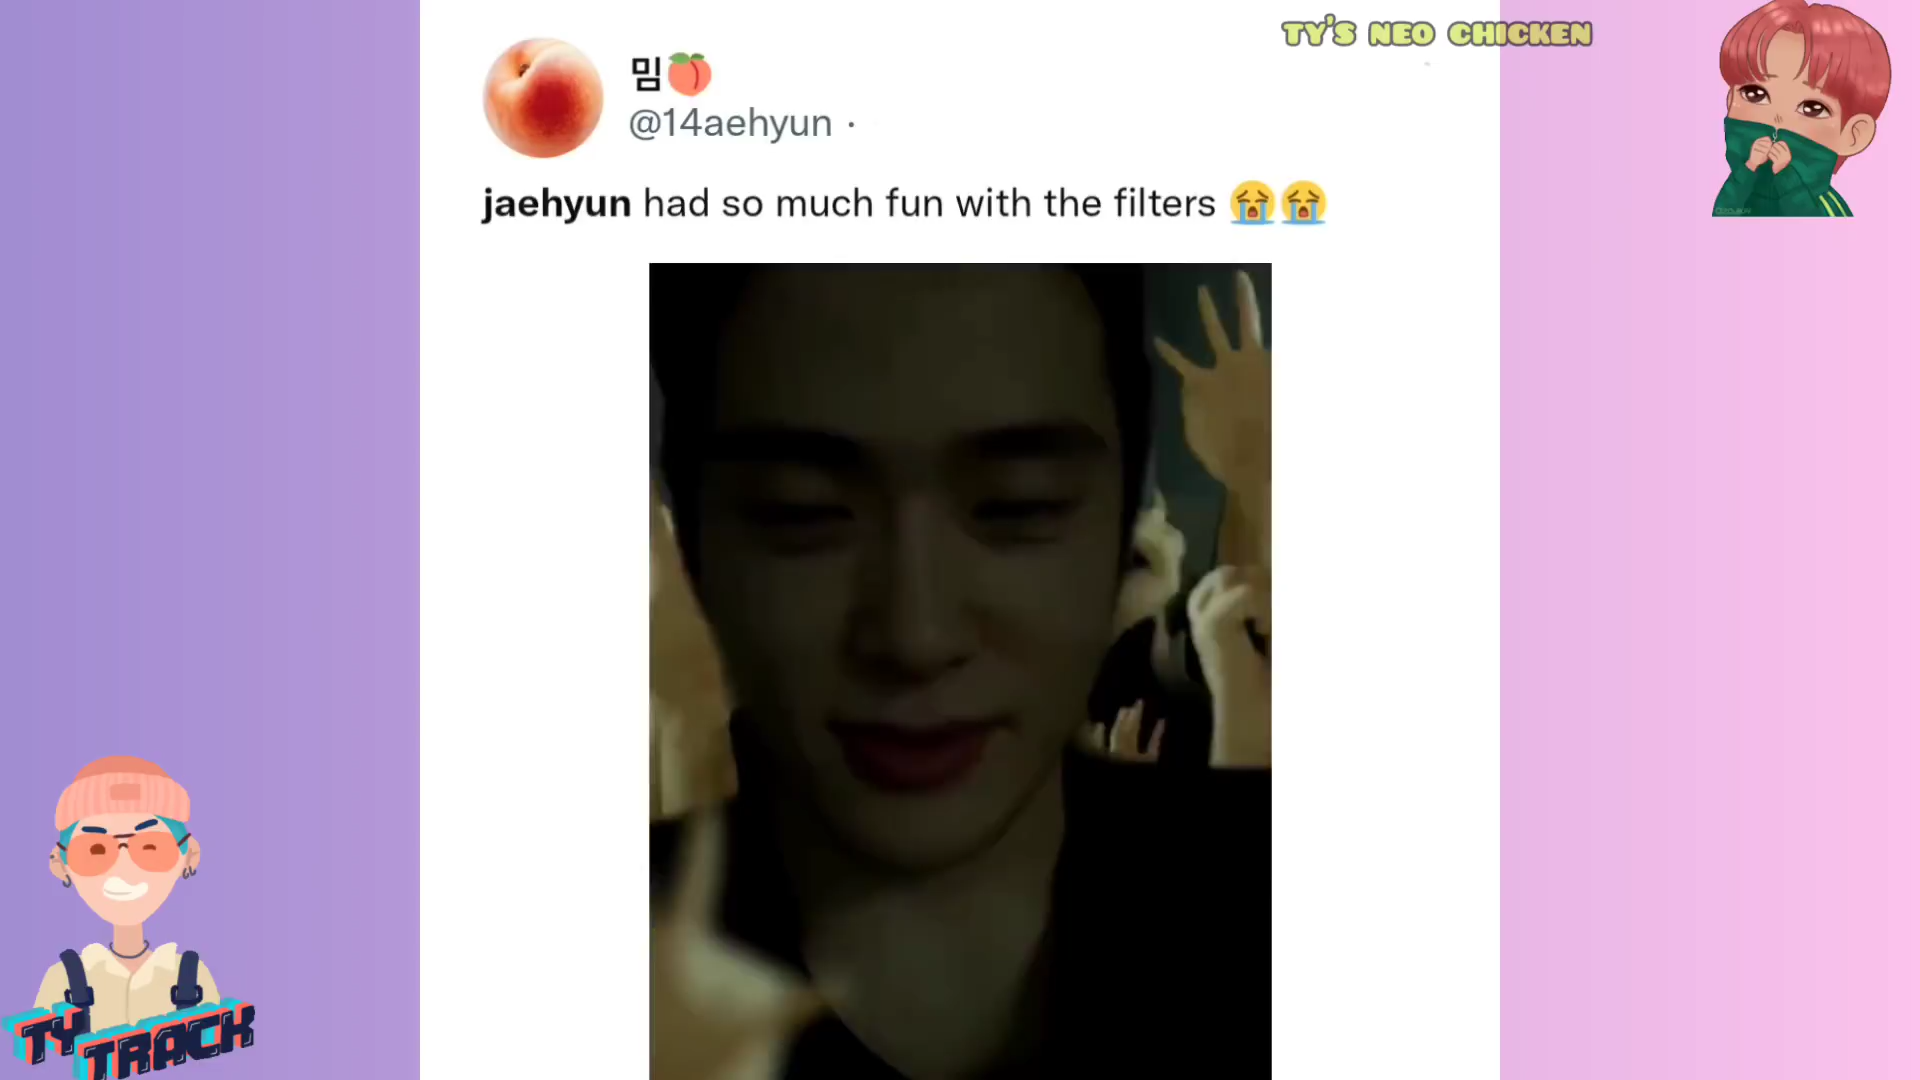 TY'S NEO CHICKEN
밈🍑
@14aehyun ·
jaehyun had so much fun with the filters 😭😭
TY
TRACK